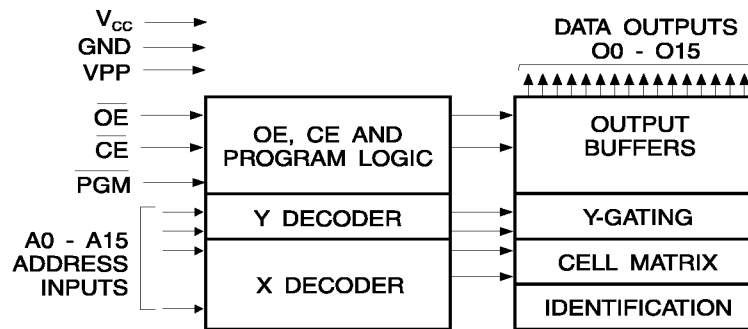 VCC
GND
VPP
OE
CE
PGM
A0 - A15
ADDRESS
INPUTS
OE, CE AND
PROGRAM LOGIC
Y DECODER
X DECODER
DATA OUTPUTS
O0 - O15
OUTPUT
BUFFERS
Y-GATING
CELL MATRIX
IDENTIFICATION